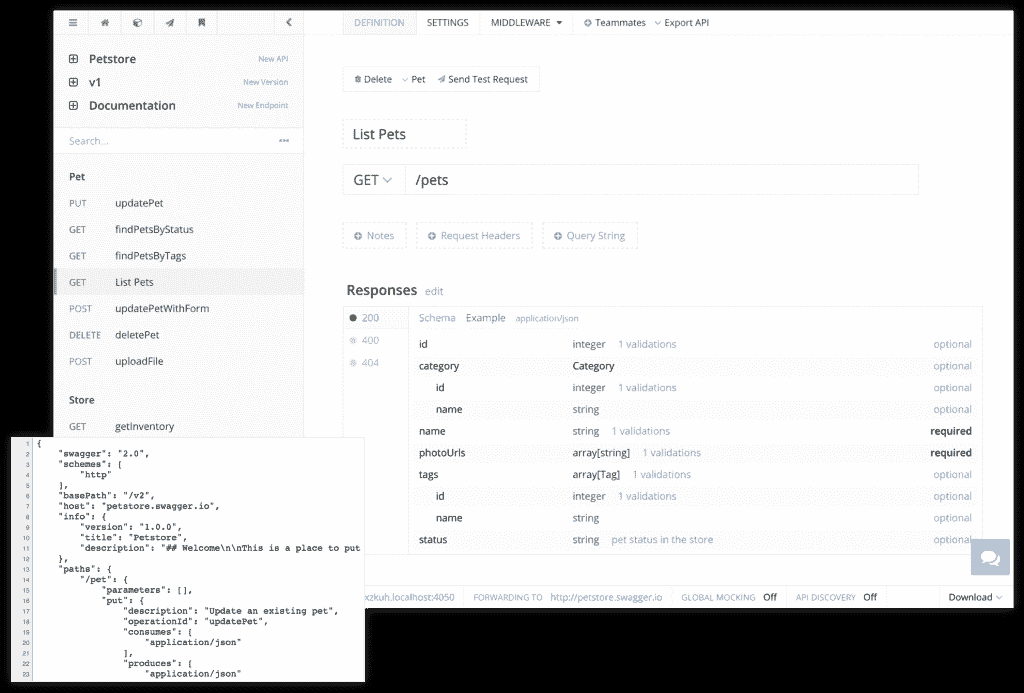 DEFINITION SETTINGS MIDDLEWARE Teammates Export API
Petstore New API
v1 New Version
Documentation New Endpoint
Search...
Pet
PUT updatePet
GET findPetsByStatus
GET findPetsByTags
GET List Pets
POST updatePetWithForm
DELETE deletePet
POST uploadFile
Store
GET getInventory
Delete Pet Send Test Request
List Pets
GET /pets
Notes Request Headers Query String
Responses edit
200
400
404
Schema Example application/json
id integer 1 validations optional
category Category optional
id integer 1 validations optional
name string optional
name string 1 validations required
photoUrls array[string] 1 validations required
tags array[Tag] 1 validations optional
id integer 1 validations optional
name string optional
status string pet status in the store optional
xzkuh.localhost:4050 FORWARDING TO http://petstore.swagger.io GLOBAL MOCKING Off API DISCOVERY Off Download
1 {
2 "swagger": "2.0",
3 "schemes": [
4 "http"
5 ],
6 "basePath": "/v2",
7 "host": "petstore.swagger.io",
8 "info": {
9 "version": "1.0.0",
10 "title": "Petstore",
11 "description": "## Welcome\n\nThis is a place to put
12 },
13 "paths": {
14 "/pet": {
15 "parameters": [],
16 "put": {
17 "description": "Update an existing pet",
18 "operationId": "updatePet",
19 "consumes": [
20 "application/json"
21 ],
22 "produces": [
23 "application/json"